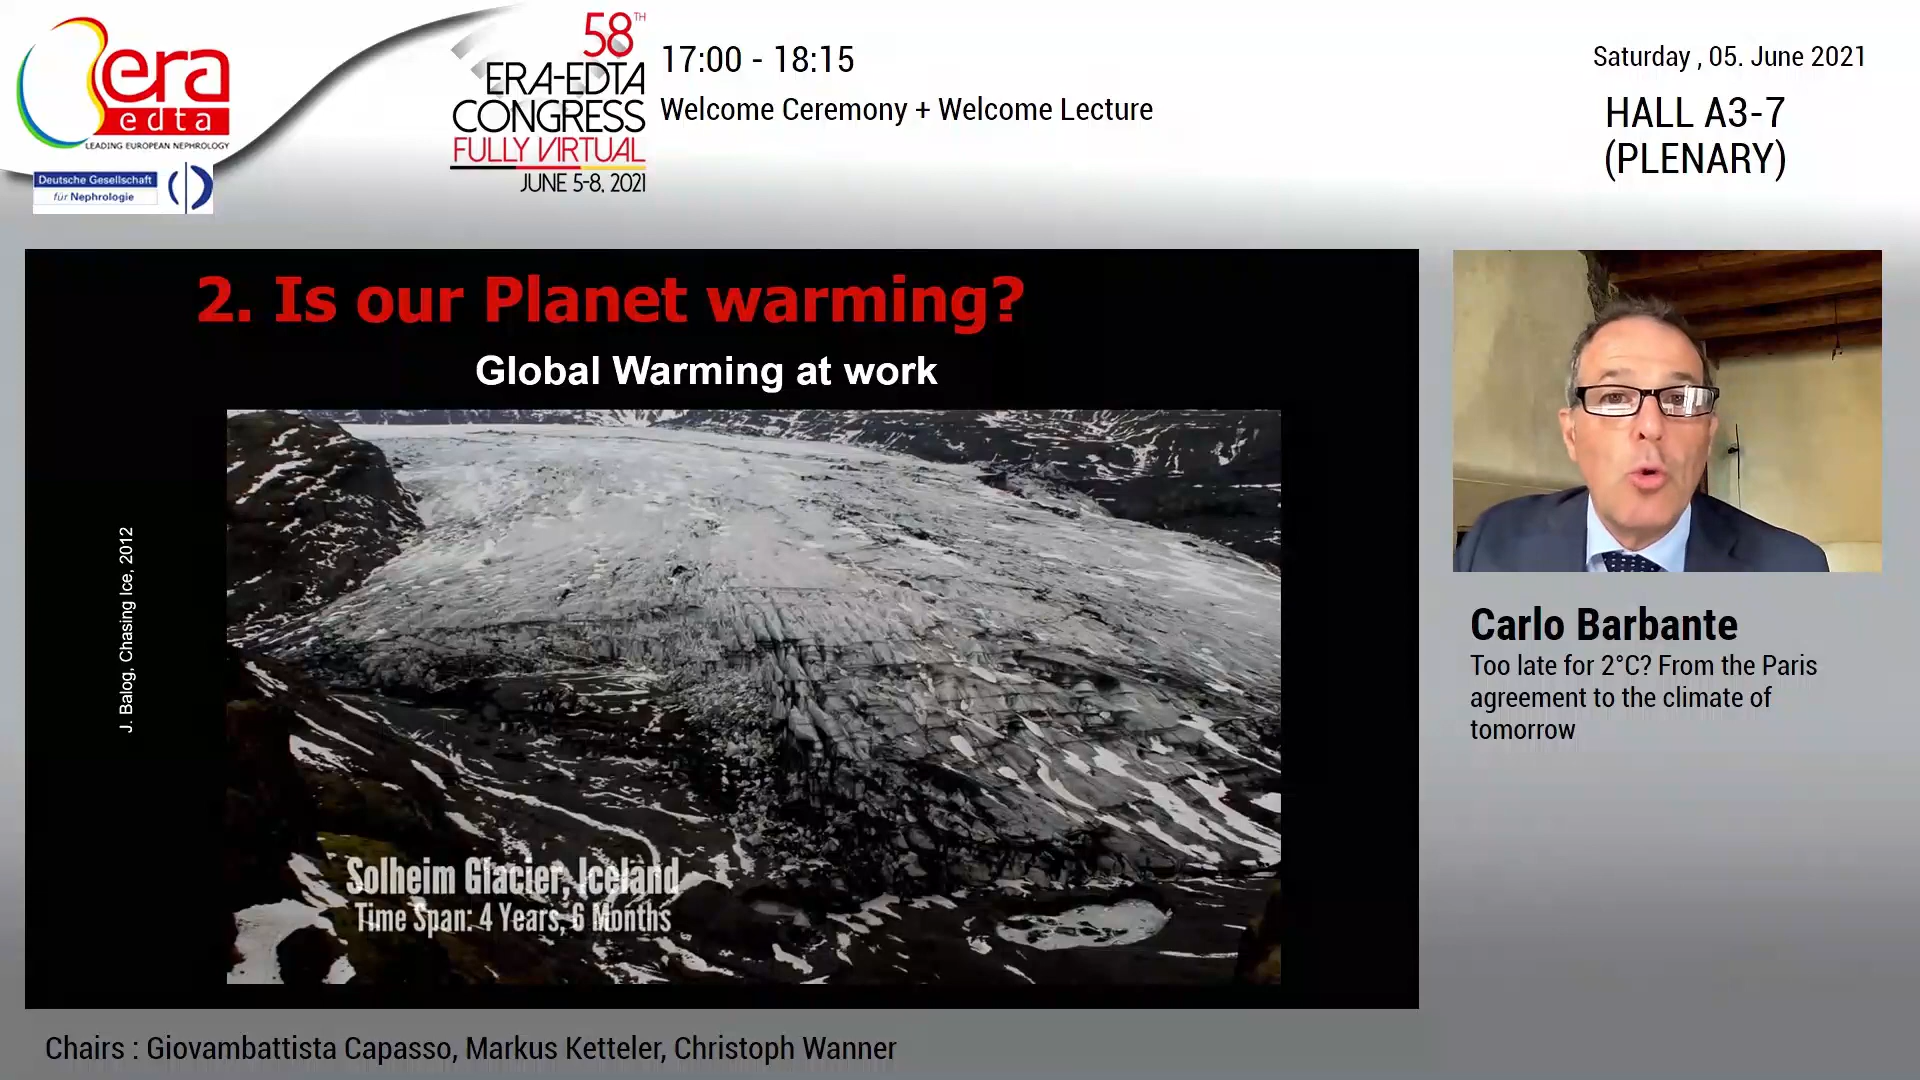 era
edta
LEADING EUROPEAN NEPHROLOGY
Deutsche Gesellschaft
für Nephrologie
58TH
ERA-EDTA
CONGRESS
FULLY VIRTUAL
JUNE 5-8, 2021
17:00 - 18:15
Welcome Ceremony + Welcome Lecture
Saturday , 05. June 2021
HALL A3-7
(PLENARY)
2. Is our Planet warming?
Global Warming at work
J. Balog, Chasing Ice, 2012
Solheim Glacier, Iceland
Time Span: 4 Years, 6 Months
Carlo Barbante
Too late for 2°C? From the Paris
agreement to the climate of
tomorrow
Chairs : Giovambattista Capasso, Markus Ketteler, Christoph Wanner